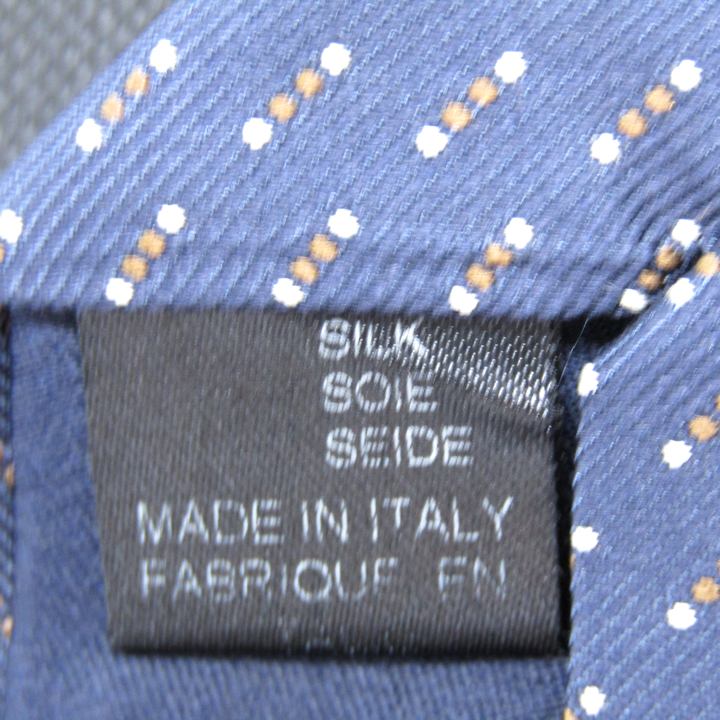 SILK
SOIE
SEIDE
MADE IN ITALY
FABRIQUE EN